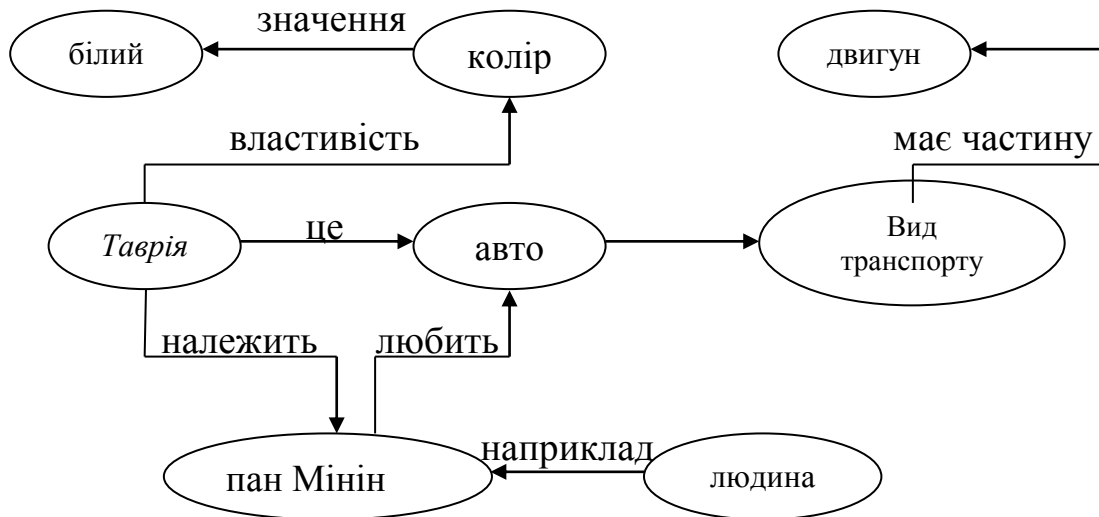 значення
білий
колір
двигун
властивість
має частину
Таврія
це
авто
Вид
транспорту
належить
любить
наприклад
пан Мінін
людина